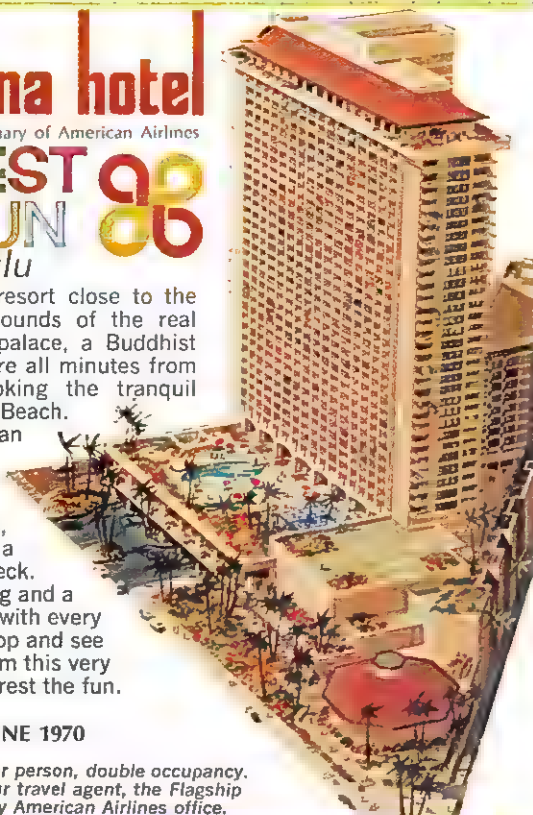 na hotel
ary of American Airlines
EST
UN
lu
resort close to the
ounds of the real
palace, a Buddhist
re all minutes from
oking the tranquil
Beach.
an
,
a
eck.
g and a
with every
op and see
m this very
rest the fun.
NE 1970
r person, double occupancy.
ur travel agent, the Flagship
y American Airlines office.